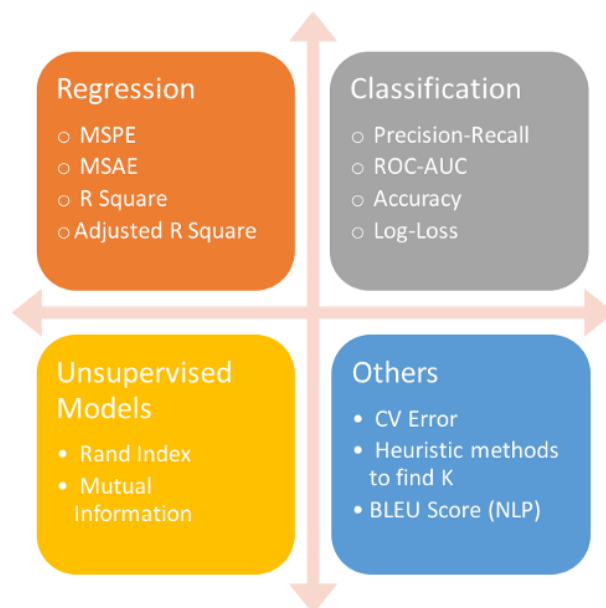 Regression
○ MSPE
○ MSAE
○ R Square
○ Adjusted R Square
Classification
○ Precision-Recall
○ ROC-AUC
○ Accuracy
○ Log-Loss
Unsupervised
Models
• Rand Index
• Mutual
Information
Others
• CV Error
• Heuristic methods
to find K
• BLEU Score (NLP)